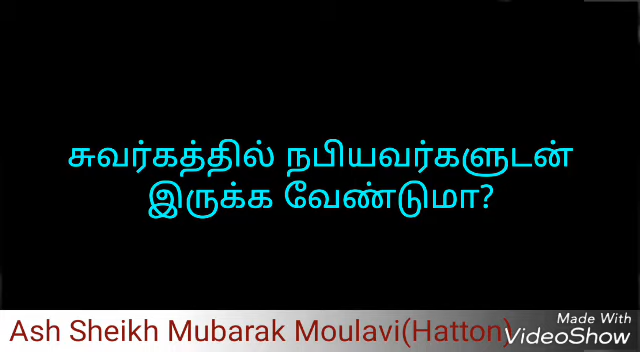 சுவர்கத்தில் நபியவர்களுடன்
இருக்க வேண்டுமா?
Ash Sheikh Mubarak Moulavi(Hatton)
Made With
VideoShow